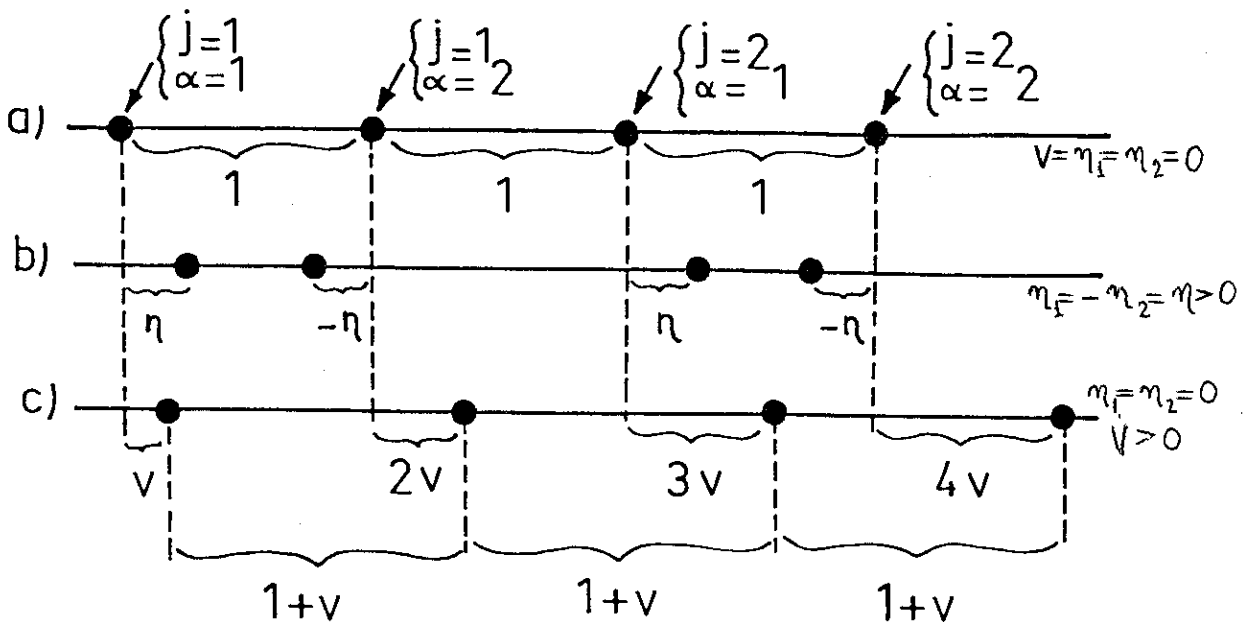 {j=1 {j=1 {j=2 {j=2
{α=1 {α=2 {α=1 {α=2
a)
v=η₁=η₂=0
1 1 1
b)
η₁=-η₂=η>0
η -η η -η
c)
η₁=η₂=0
v>0
v 2v 3v 4v
1+v 1+v 1+v